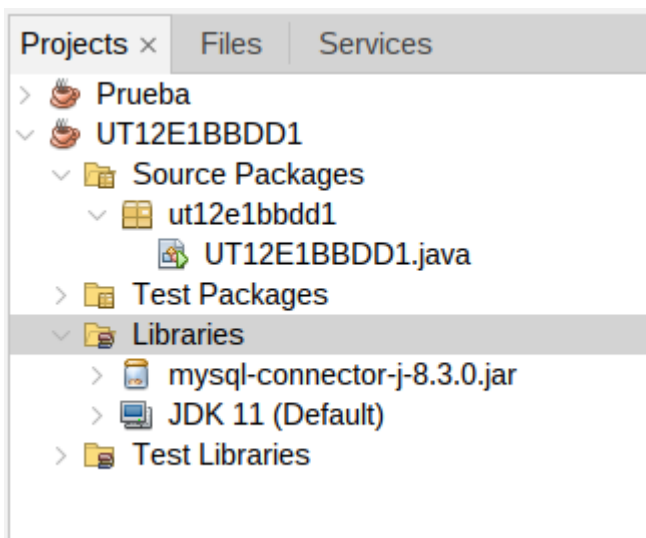 Projects × Files Services
Prueba
UT12E1BBDD1
Source Packages
ut12e1bbdd1
UT12E1BBDD1.java
Test Packages
Libraries
mysql-connector-j-8.3.0.jar
JDK 11 (Default)
Test Libraries